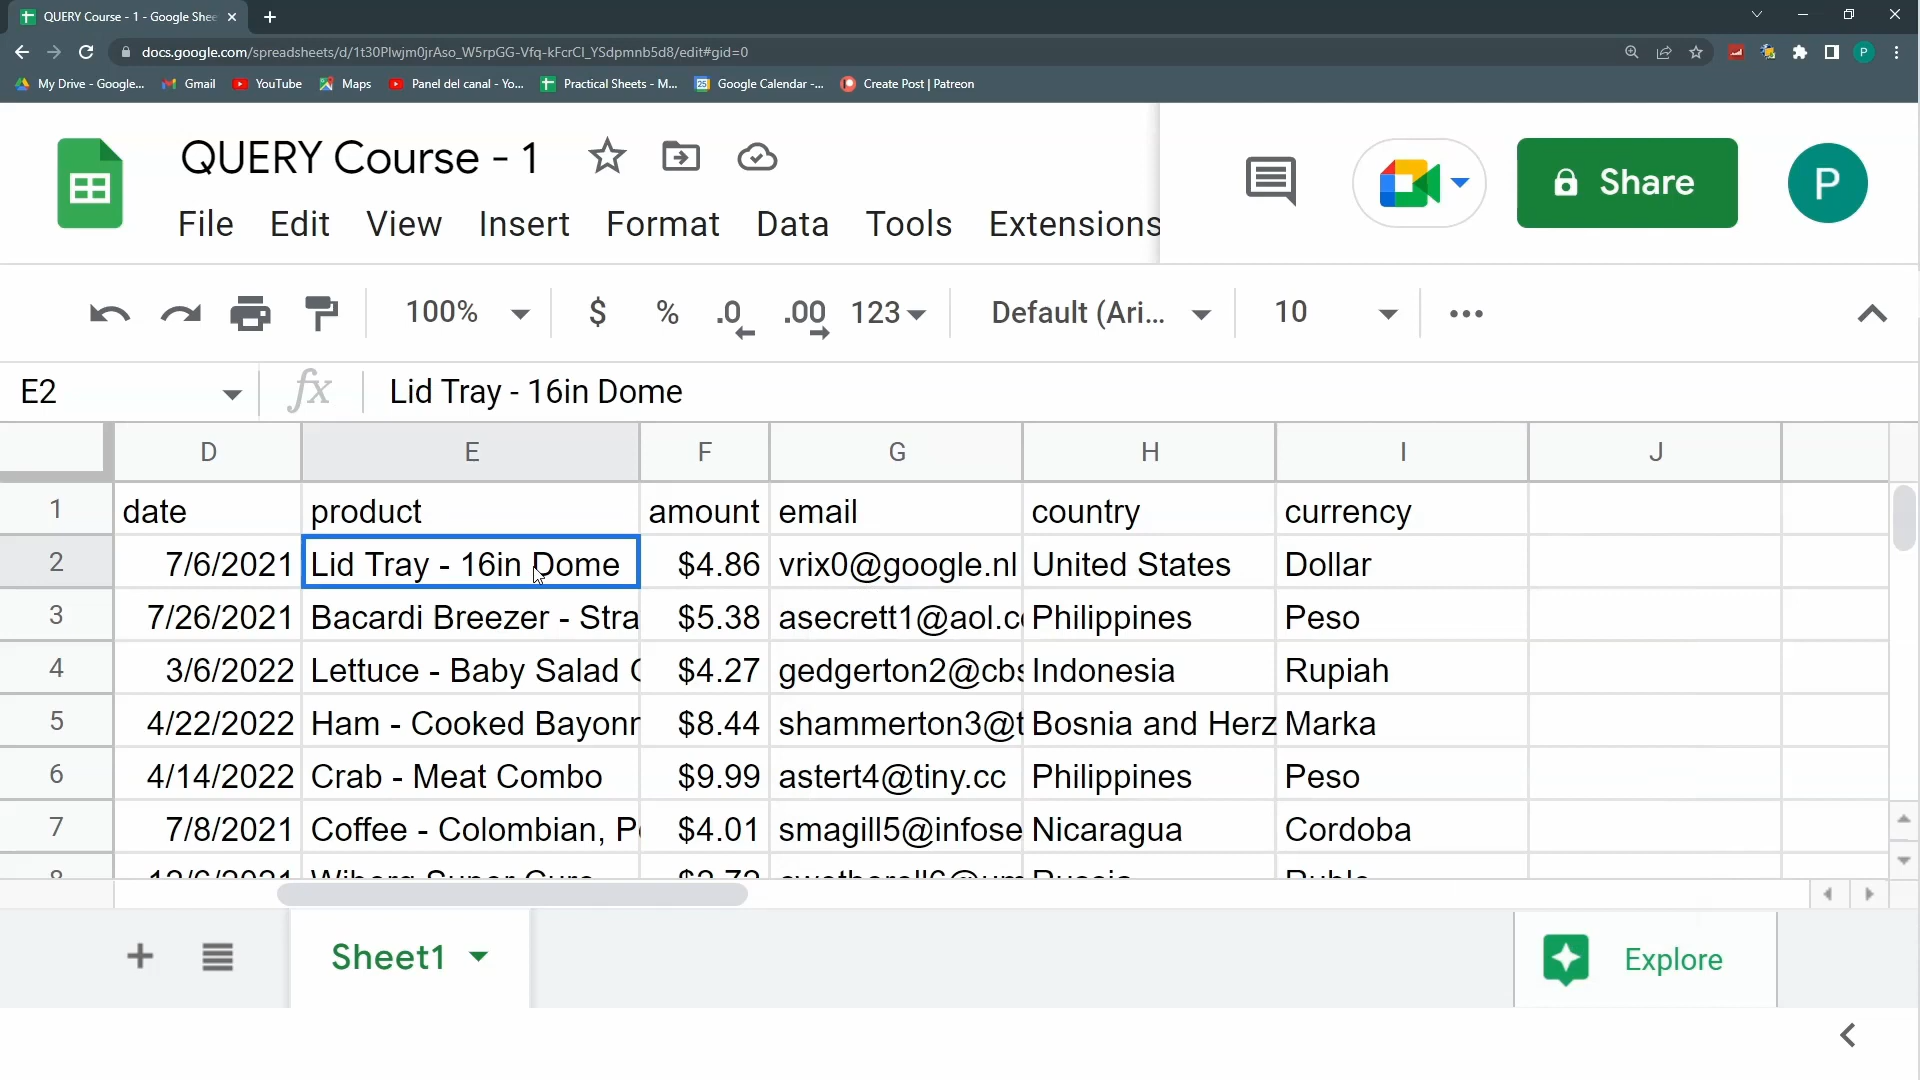 QUERY Course - 1 - Google Shee
docs.google.com/spreadsheets/d/1t30Plwjm0jrAso_W5rpGG-Vfq-kFcrCl_YSdpmnb5d8/edit#gid=0
P
My Drive - Google... Gmail YouTube Maps Panel del canal - Yo... Practical Sheets - M... Google Calendar -... Create Post | Patreon
QUERY Course - 1
Share
P
File Edit View Insert Format Data Tools Extensions
100% $ % .0 .00 123 Default (Ari... 10
E2 fx Lid Tray - 16in Dome
D E F G H I J
1 date product amount email country currency
2 7/6/2021 Lid Tray - 16in Dome $4.86 vrix0@google.nl United States Dollar
3 7/26/2021 Bacardi Breezer - Stra $5.38 asecrett1@aol.c Philippines Peso
4 3/6/2022 Lettuce - Baby Salad $4.27 gedgerton2@cbs Indonesia Rupiah
5 4/22/2022 Ham - Cooked Bayonn $8.44 shammerton3@t Bosnia and Herz Marka
6 4/14/2022 Crab - Meat Combo $9.99 astert4@tiny.cc Philippines Peso
7 7/8/2021 Coffee - Colombian, P $4.01 smagill5@infose Nicaragua Cordoba
Sheet1
Explore